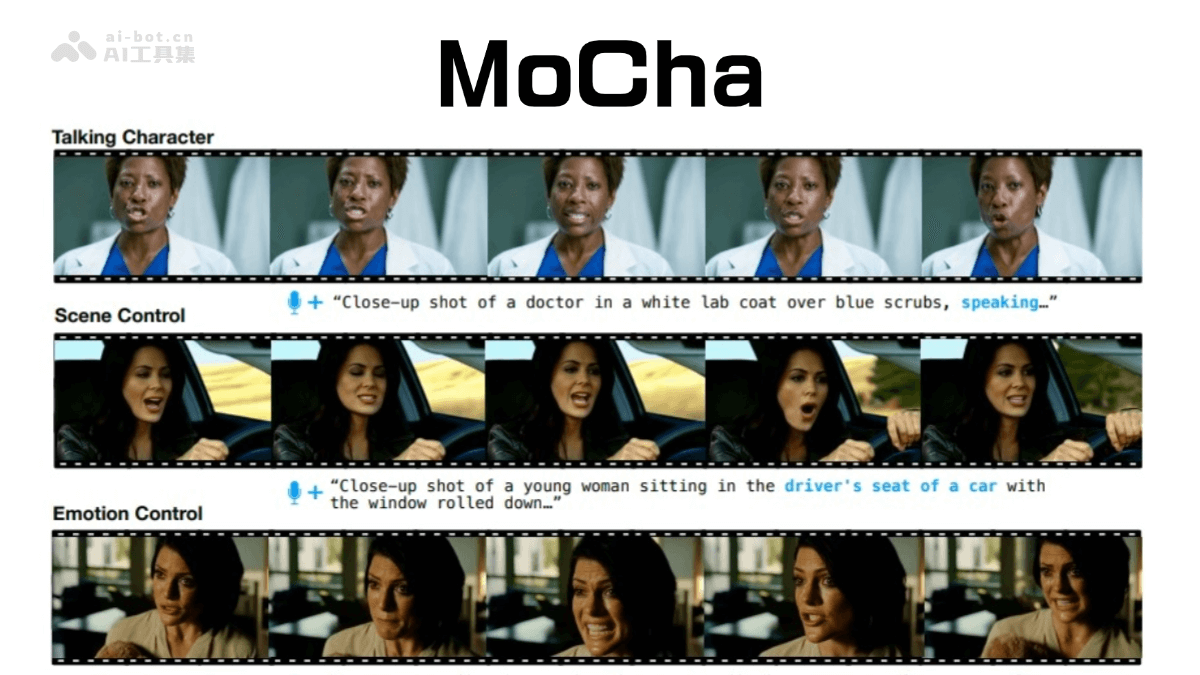 ai-bot.cn
AI工具集
MoCha
Talking Character
“Close-up shot of a doctor in a white lab coat over blue scrubs, speaking…”
Scene Control
“Close-up shot of a young woman sitting in the driver's seat of a car with
the window rolled down…”
Emotion Control